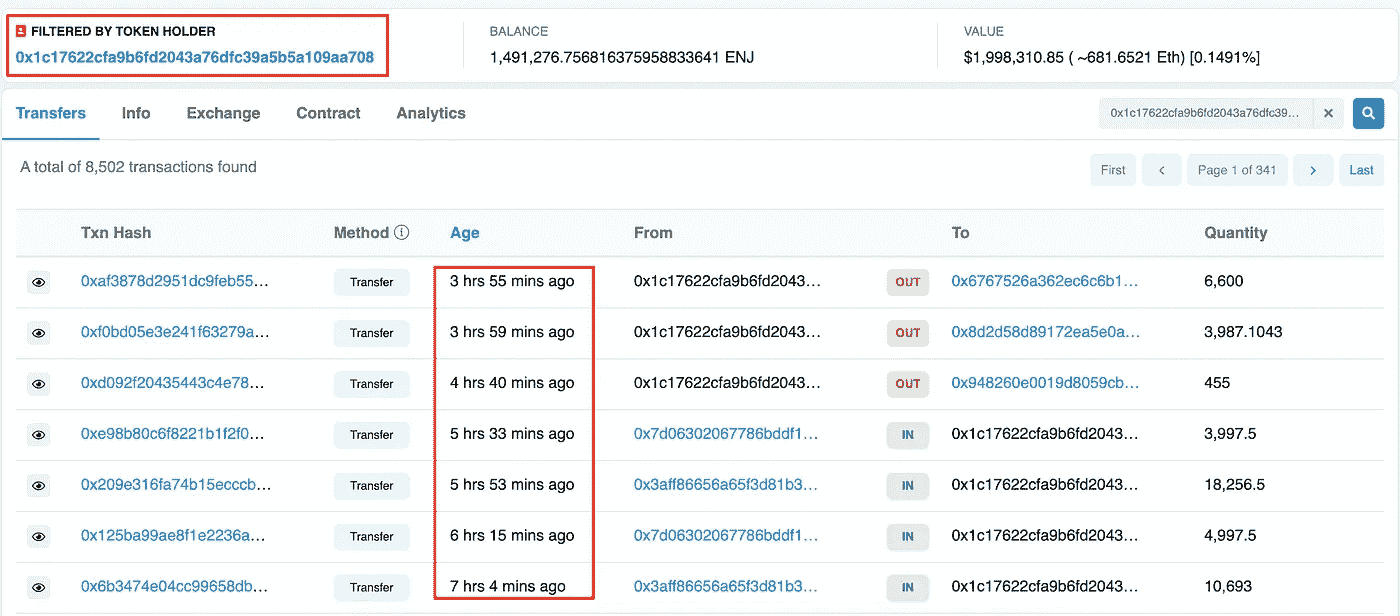 FILTERED BY TOKEN HOLDER
0x1c17622cfa9b6fd2043a76dfc39a5b5a109aa708
BALANCE
1,491,276.756816375958833641 ENJ
VALUE
$1,998,310.85 ( ~681.6521 Eth) [0.1491%]
Transfers Info Exchange Contract Analytics
0x1c17622cfa9b6fd2043a76dfc39...
A total of 8,502 transactions found
First Page 1 of 341 Last
Txn Hash Method Age From To Quantity
0xaf3878d2951dc9feb55... Transfer 3 hrs 55 mins ago 0x1c17622cfa9b6fd2043... OUT 0x6767526a362ec6c6b1... 6,600
0xf0bd05e3e241f63279a... Transfer 3 hrs 59 mins ago 0x1c17622cfa9b6fd2043... OUT 0x8d2d58d89172ea5e0a... 3,987.1043
0xd092f20435443c4e78... Transfer 4 hrs 40 mins ago 0x1c17622cfa9b6fd2043... OUT 0x948260e0019d8059cb... 455
0xe98b80c6f8221b1f2f0... Transfer 5 hrs 33 mins ago 0x7d06302067786bddf1... IN 0x1c17622cfa9b6fd2043... 3,997.5
0x209e316fa74b15ecccb... Transfer 5 hrs 53 mins ago 0x3aff86656a65f3d81b3... IN 0x1c17622cfa9b6fd2043... 18,256.5
0x125ba99ae8f1e2236a... Transfer 6 hrs 15 mins ago 0x7d06302067786bddf1... IN 0x1c17622cfa9b6fd2043... 4,997.5
0x6b3474e04cc99658db... Transfer 7 hrs 4 mins ago 0x3aff86656a65f3d81b3... IN 0x1c17622cfa9b6fd2043... 10,693